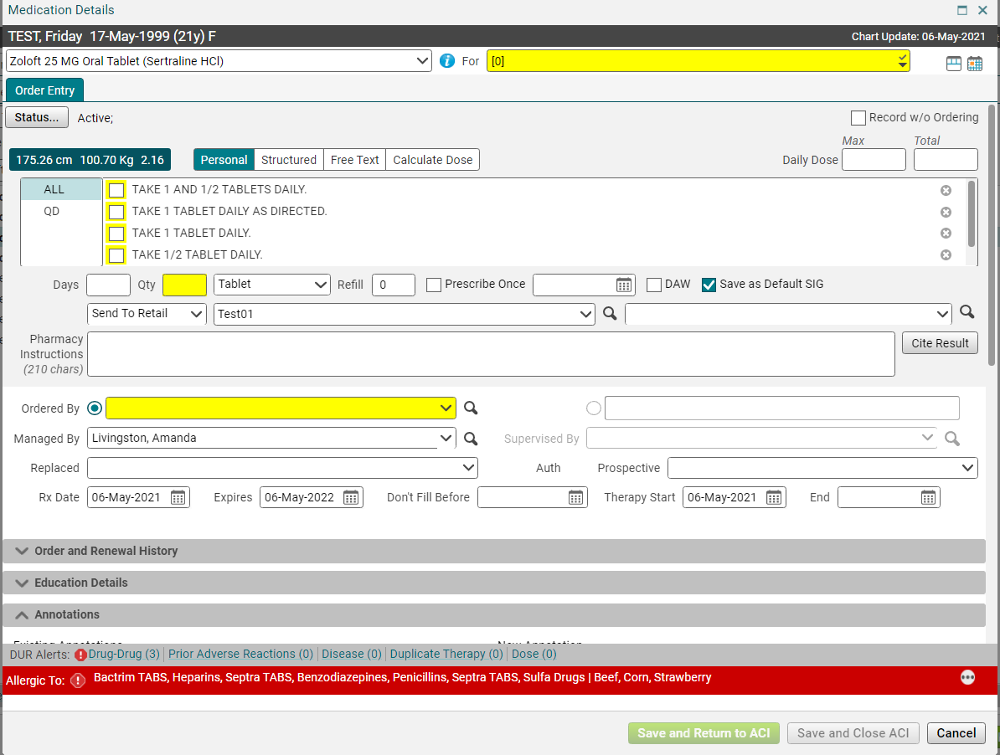 Medication Details
TEST, Friday 17-May-1999 (21y) F Chart Update: 06-May-2021
Zoloft 25 MG Oral Tablet (Sertraline HCl) For [0]
Order Entry
Status... Active; Record w/o Ordering
Max Total
175.26 cm 100.70 Kg 2.16 Personal Structured Free Text Calculate Dose Daily Dose
ALL TAKE 1 AND 1/2 TABLETS DAILY.
QD TAKE 1 TABLET DAILY AS DIRECTED.
TAKE 1 TABLET DAILY.
TAKE 1/2 TABLET DAILY.
Days Qty Tablet Refill 0 Prescribe Once DAW Save as Default SIG
Send To Retail Test01
Pharmacy
Instructions
(210 chars)
Cite Result
Ordered By
Managed By Livingston, Amanda Supervised By
Replaced Auth Prospective
Rx Date 06-May-2021 Expires 06-May-2022 Don't Fill Before Therapy Start 06-May-2021 End
Order and Renewal History
Education Details
Annotations
Existing Annotations New Annotation
DUR Alerts: Drug-Drug (3) Prior Adverse Reactions (0) Disease (0) Duplicate Therapy (0) Dose (0)
Allergic To: Bactrim TABS, Heparins, Septra TABS, Benzodiazepines, Penicillins, Septra TABS, Sulfa Drugs | Beef, Corn, Strawberry
Save and Return to ACI Save and Close ACI Cancel